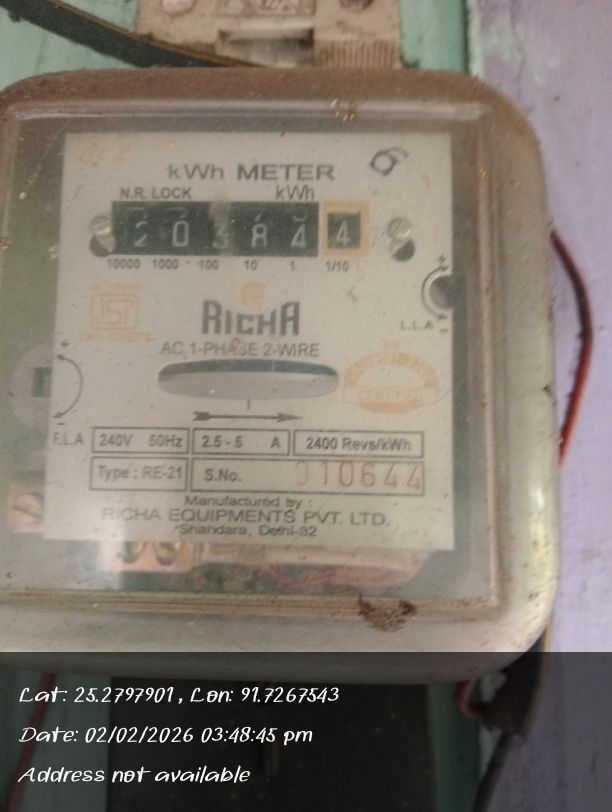 kWh METER
N.R. LOCK kWh
2 0 8 4 4
10000 1000 100 10 1 1/10
ISI
RICHA
AC 1-PHASE 2-WIRE
L.L.A
CERTIFIED
F.L.A
240V 50Hz 2.5-5 A 2400 Revs/kWh
Type : RE-21 S.No. 010644
Manufactured by :
RICHA EQUIPMENTS PVT. LTD.
Shahdara, Delhi-32
Lat: 25.2797901, Lon: 91.7267543
Date: 02/02/2026 03:48:45 pm
Address not available